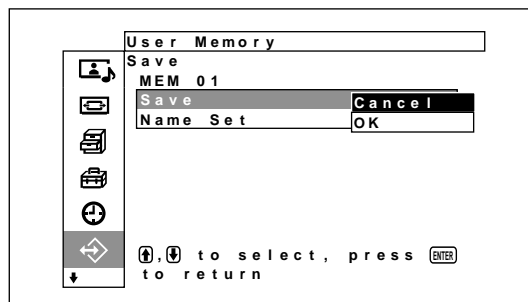 User Memory
Save
MEM 01
Save
Cancel
Name Set
OK
, to select, press ENTER
to return